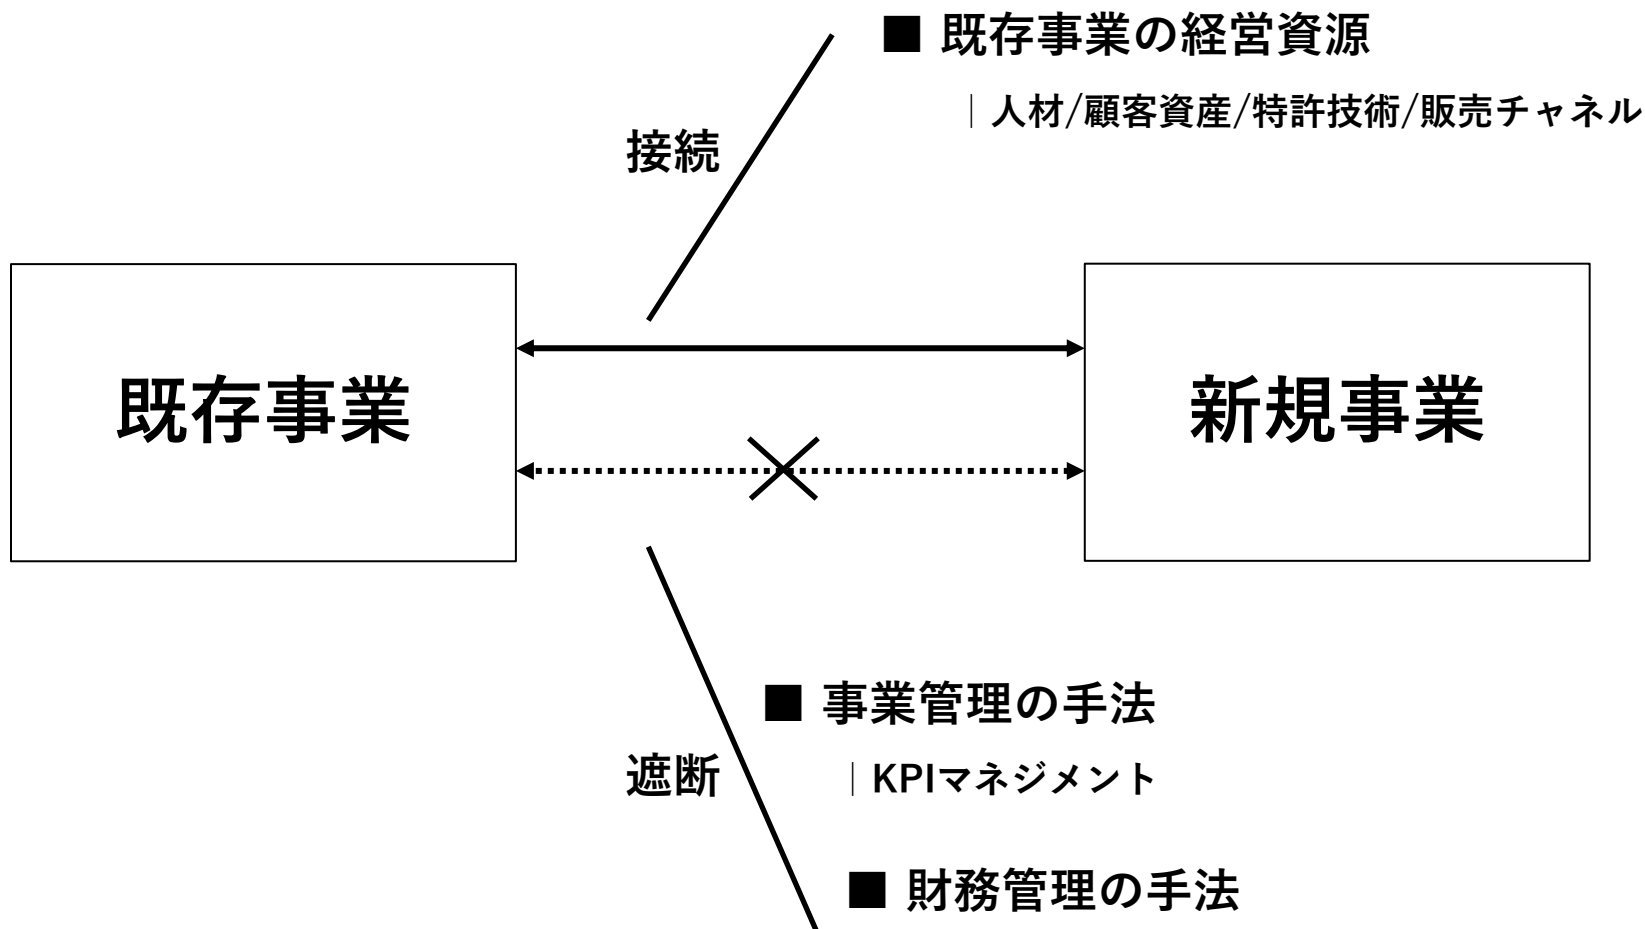 ■ 既存事業の経営資源
| 人材/顧客資産/特許技術/販売チャネル
接続
既存事業
新規事業
■ 事業管理の手法
遮断
| KPIマネジメント
■ 財務管理の手法